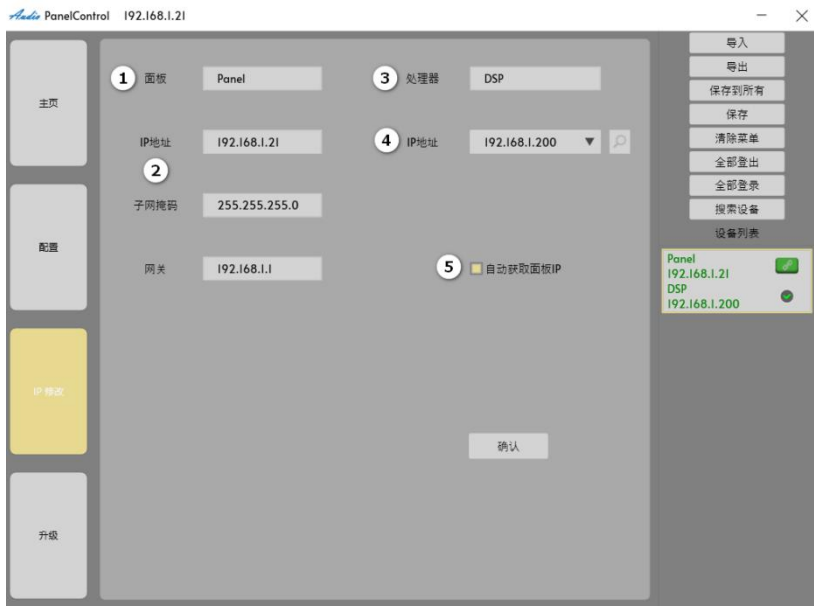 Audio PanelControl 192.168.1.21
主页
配置
IP 修改
升级
1 面板 Panel
IP地址 192.168.1.21
2
子网掩码 255.255.255.0
网关 192.168.1.1
3 处理器 DSP
4 IP地址 192.168.1.200
5 自动获取面板IP
确认
导入
导出
保存到所有
保存
清除菜单
全部登出
全部登录
搜索设备
设备列表
Panel
192.168.1.21
DSP
192.168.1.200